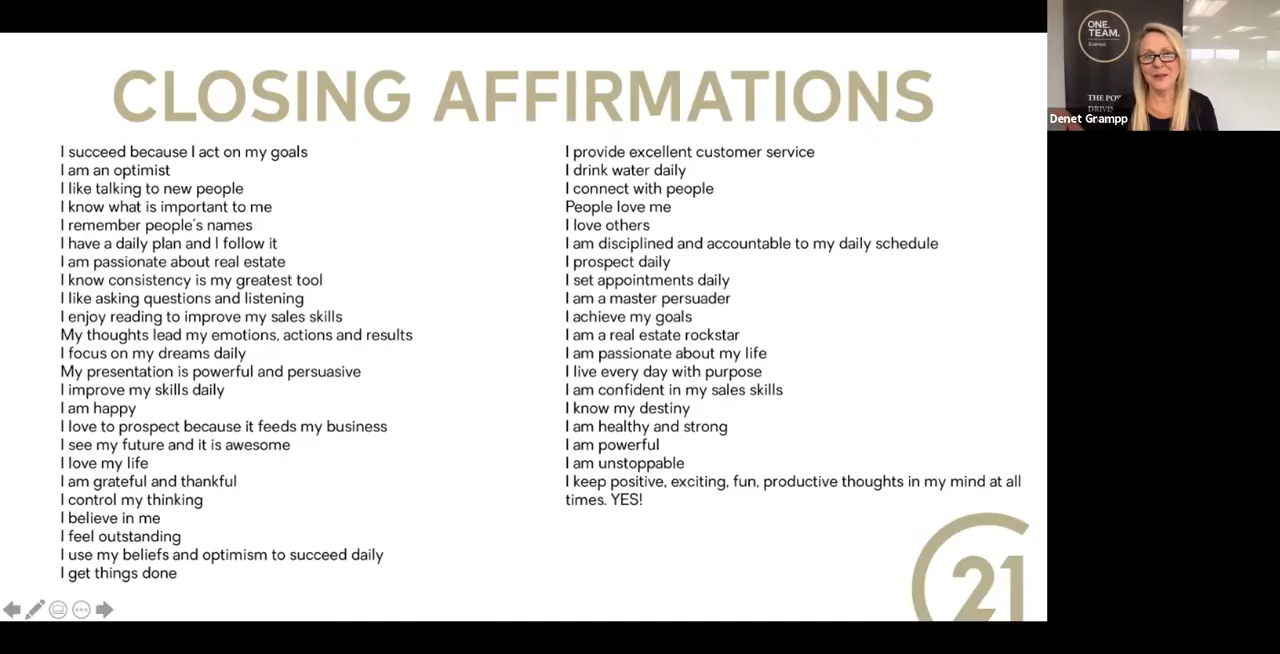 CLOSING AFFIRMATIONS
I succeed because I act on my goals
I am an optimist
I like talking to new people
I know what is important to me
I remember people's names
I have a daily plan and I follow it
I am passionate about real estate
I know consistency is my greatest tool
I like asking questions and listening
I enjoy reading to improve my sales skills
My thoughts lead my emotions, actions and results
I focus on my dreams daily
My presentation is powerful and persuasive
I improve my skills daily
I am happy
I love to prospect because it feeds my business
I see my future and it is awesome
I love my life
I am grateful and thankful
I control my thinking
I believe in me
I feel outstanding
I use my beliefs and optimism to succeed daily
I get things done
I provide excellent customer service
I drink water daily
I connect with people
People love me
I love others
I am disciplined and accountable to my daily schedule
I prospect daily
I set appointments daily
I am a master persuader
I achieve my goals
I am a real estate rockstar
I am passionate about my life
I live every day with purpose
I am confident in my sales skills
I know my destiny
I am healthy and strong
I am powerful
I am unstoppable
I keep positive, exciting, fun, productive thoughts in my mind at all
times. YES!
21
ONE.
TEAM.
Everest
THE
Denet Grampp